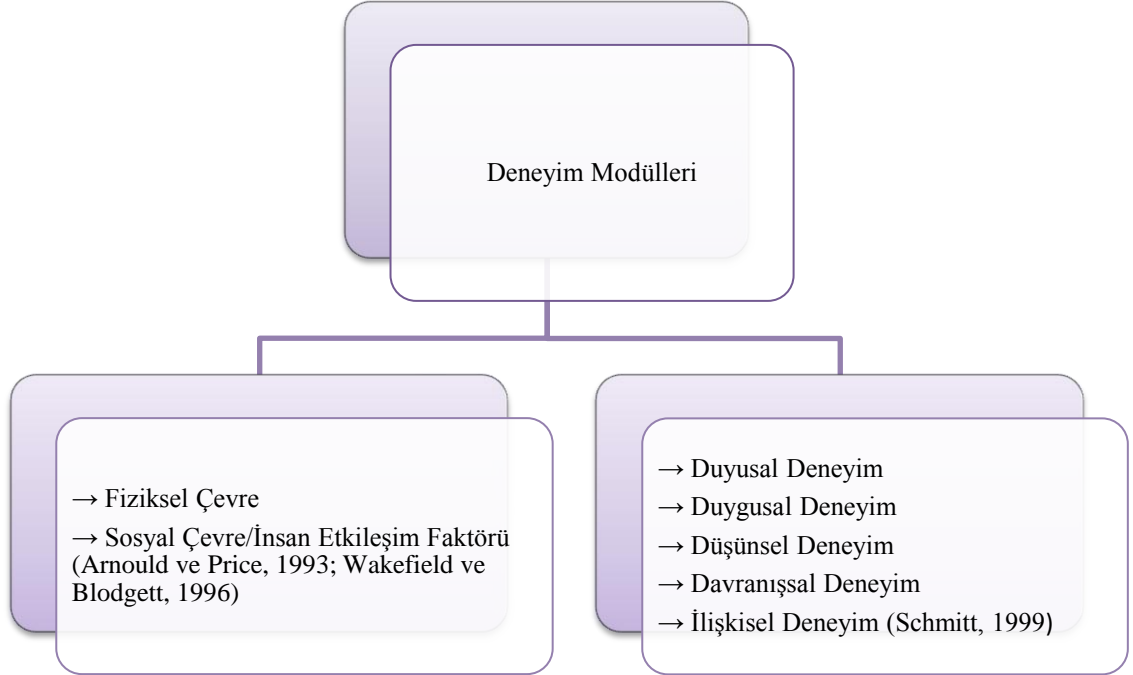 Deneyim Modülleri
→ Fiziksel Çevre
→ Sosyal Çevre/İnsan Etkileşim Faktörü
(Arnould ve Price, 1993; Wakefield ve
Blodgett, 1996)
→ Duyusal Deneyim
→ Duygusal Deneyim
→ Düşünsel Deneyim
→ Davranışsal Deneyim
→ İlişkisel Deneyim (Schmitt, 1999)